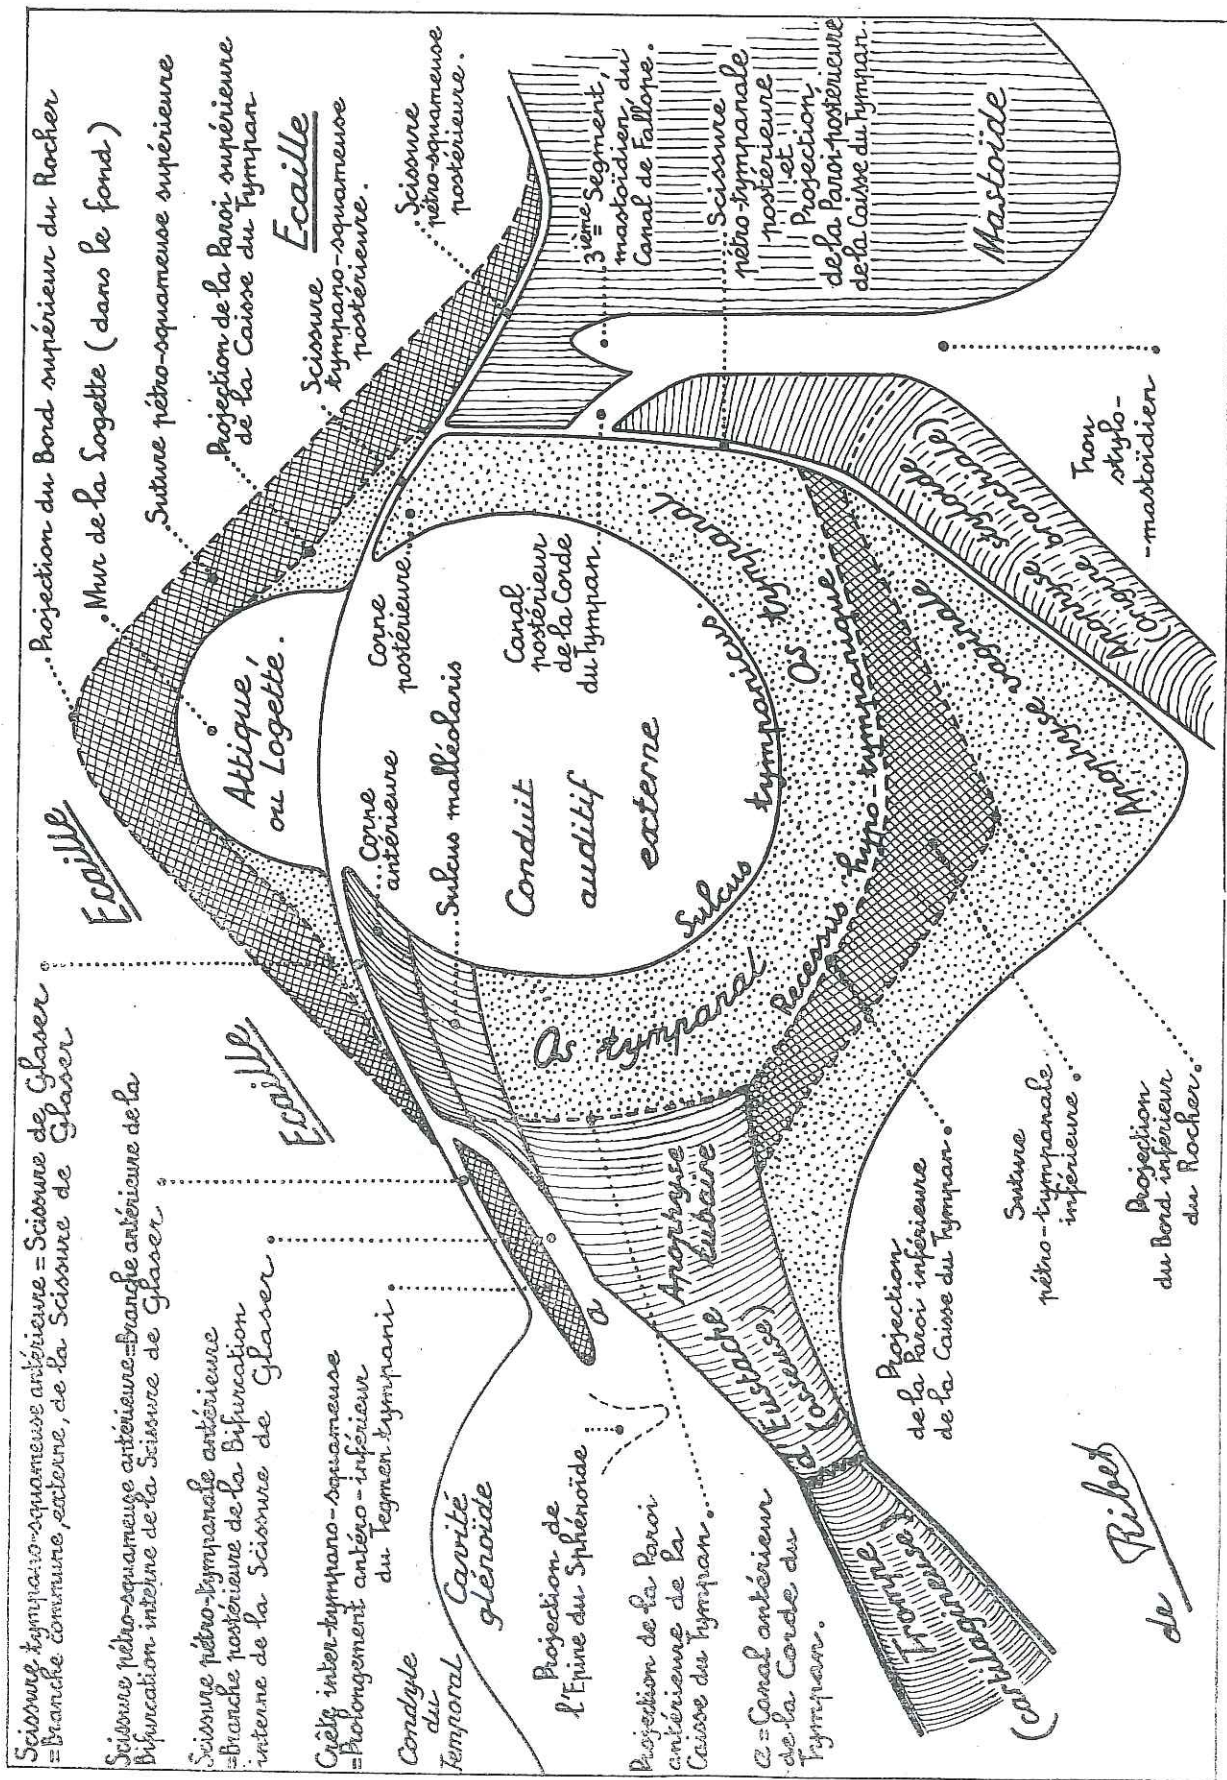 Scissure tympano-squameuse antérieure = Scissure de Glaser
= Branche commune, externe, de la Scissure de Glaser
Scissure pétro-squameuse antérieure = Branche antérieure de la
Bifurcation interne de la Scissure de Glaser
Scissure pétro-tympanale antérieure
= Branche postérieure de la Bifurcation
interne de la Scissure de Glaser
Crête inter-tympano-squameuse
= Prolongement antéro-inférieur
du Tegmen tympani
Condyle
du
Temporal
Cavité
glénoïde
Projection de
l'Epine du Sphénoïde
Projection de la Paroi
antérieure de la
Caisse du Tympan.
a = Canal antérieur
de la Corde du
Tympan.
Ecaille
Ecaille
Projection du Bord supérieur du Rocher
Mur de la Logette (dans le fond)
Suture pétro-squameuse supérieure
Projection de la Paroi supérieure
de la Caisse du Tympan
Ecaille
Scissure
tympano-squameuse
postérieure.
Scissure
pétro-squameuse
postérieure.
Attique,
ou Logette.
Corne
antérieure
Corne
postérieure
Sulcus malléolaris
Conduit
auditif
externe
Canal
postérieur
de la Corde
du Tympan
Sulcus tympanicus
Os tympanal
Os tympanal
Recessus hypo-tympanique
a
Apophyse
tubaire
Trompe d'Eustache
(cartilagineuse)
(osseuse)
Apophyse vaginale
Apophyse styloïde
(origine branchiale)
3ième Segment,
mastoïdien, du
Canal de Fallope.
Scissure
pétro-tympanale
postérieure
et
Projection
de la Paroi postérieure
de la Caisse du Tympan.
Mastoïde
Trou
stylo-
-mastoïdien
Projection
de la Paroi inférieure
de la Caisse du Tympan
Suture
pétro-tympanale
inférieure
Projection
du Bord inférieur
du Rocher.
de Ribet